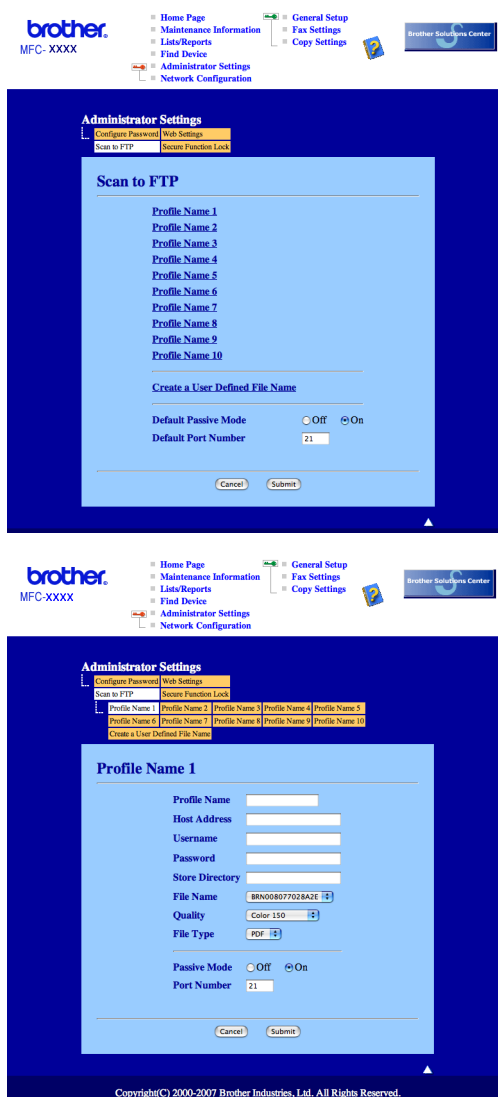 brother.
MFC- XXXX
Home Page
Maintenance Information
Lists/Reports
Find Device
Administrator Settings
Network Configuration
General Setup
Fax Settings
Copy Settings
?
Brother Solutions Center
Administrator Settings
Configure Password Web Settings
Scan to FTP Secure Function Lock
Scan to FTP
Profile Name 1
Profile Name 2
Profile Name 3
Profile Name 4
Profile Name 5
Profile Name 6
Profile Name 7
Profile Name 8
Profile Name 9
Profile Name 10
Create a User Defined File Name
Default Passive Mode Off On
Default Port Number 21
Cancel Submit
brother.
MFC-XXXX
Home Page
Maintenance Information
Lists/Reports
Find Device
Administrator Settings
Network Configuration
General Setup
Fax Settings
Copy Settings
?
Brother Solutions Center
Administrator Settings
Configure Password Web Settings
Scan to FTP Secure Function Lock
Profile Name 1 Profile Name 2 Profile Name 3 Profile Name 4 Profile Name 5
Profile Name 6 Profile Name 7 Profile Name 8 Profile Name 9 Profile Name 10
Create a User Defined File Name
Profile Name 1
Profile Name
Host Address
Username
Password
Store Directory
File Name BRN008077028A2E
Quality Color 150
File Type PDF
Passive Mode Off On
Port Number 21
Cancel Submit
Copyright(C) 2000-2007 Brother Industries, Ltd. All Rights Reserved.